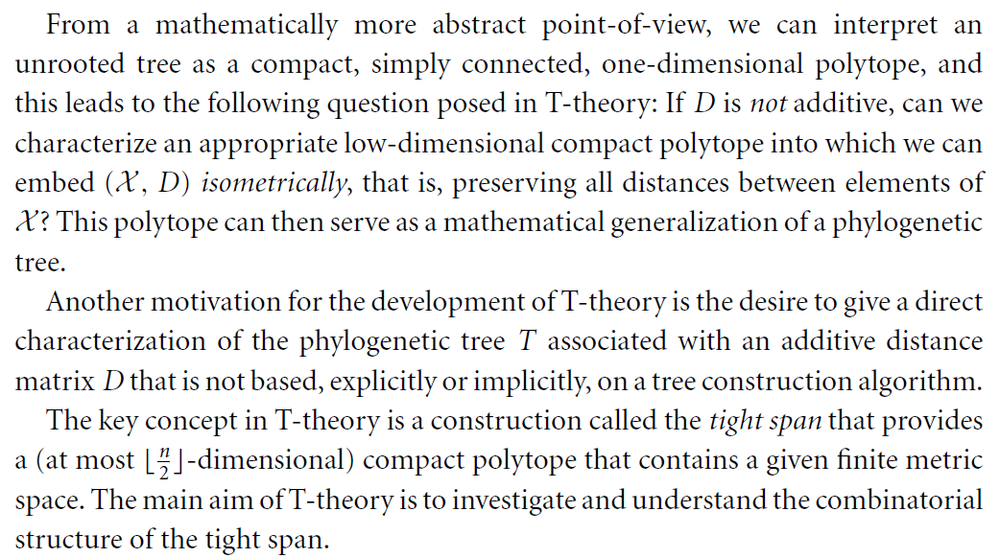 From a mathematically more abstract point-of-view, we can interpret an
unrooted tree as a compact, simply connected, one-dimensional polytope, and
this leads to the following question posed in T-theory: If D is not additive, can we
characterize an appropriate low-dimensional compact polytope into which we can
embed (𝒳, D) isometrically, that is, preserving all distances between elements of
𝒳? This polytope can then serve as a mathematical generalization of a phylogenetic
tree.
Another motivation for the development of T-theory is the desire to give a direct
characterization of the phylogenetic tree T associated with an additive distance
matrix D that is not based, explicitly or implicitly, on a tree construction algorithm.
The key concept in T-theory is a construction called the tight span that provides
a (at most ⌊n/2⌋-dimensional) compact polytope that contains a given finite metric
space. The main aim of T-theory is to investigate and understand the combinatorial
structure of the tight span.